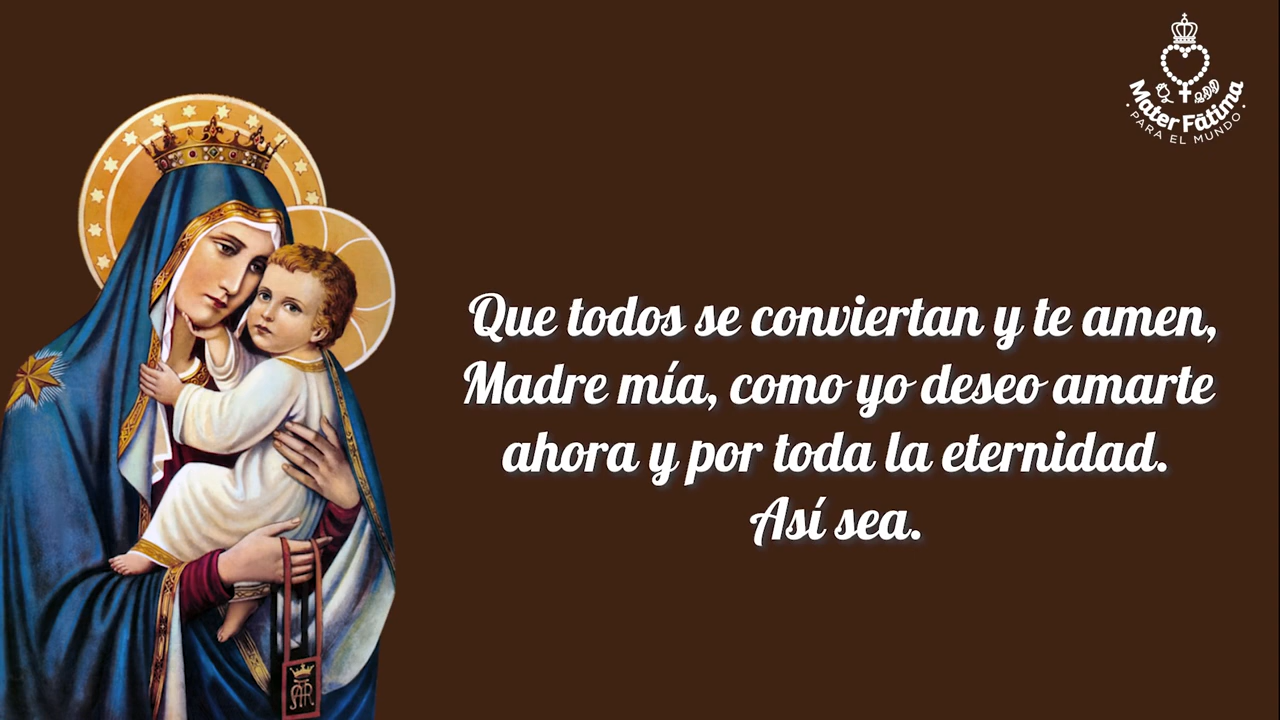 Mater Fátima
· PARA EL MUNDO ·
Que todos se conviertan y te amen,
Madre mía, como yo deseo amarte
ahora y por toda la eternidad.
Así sea.